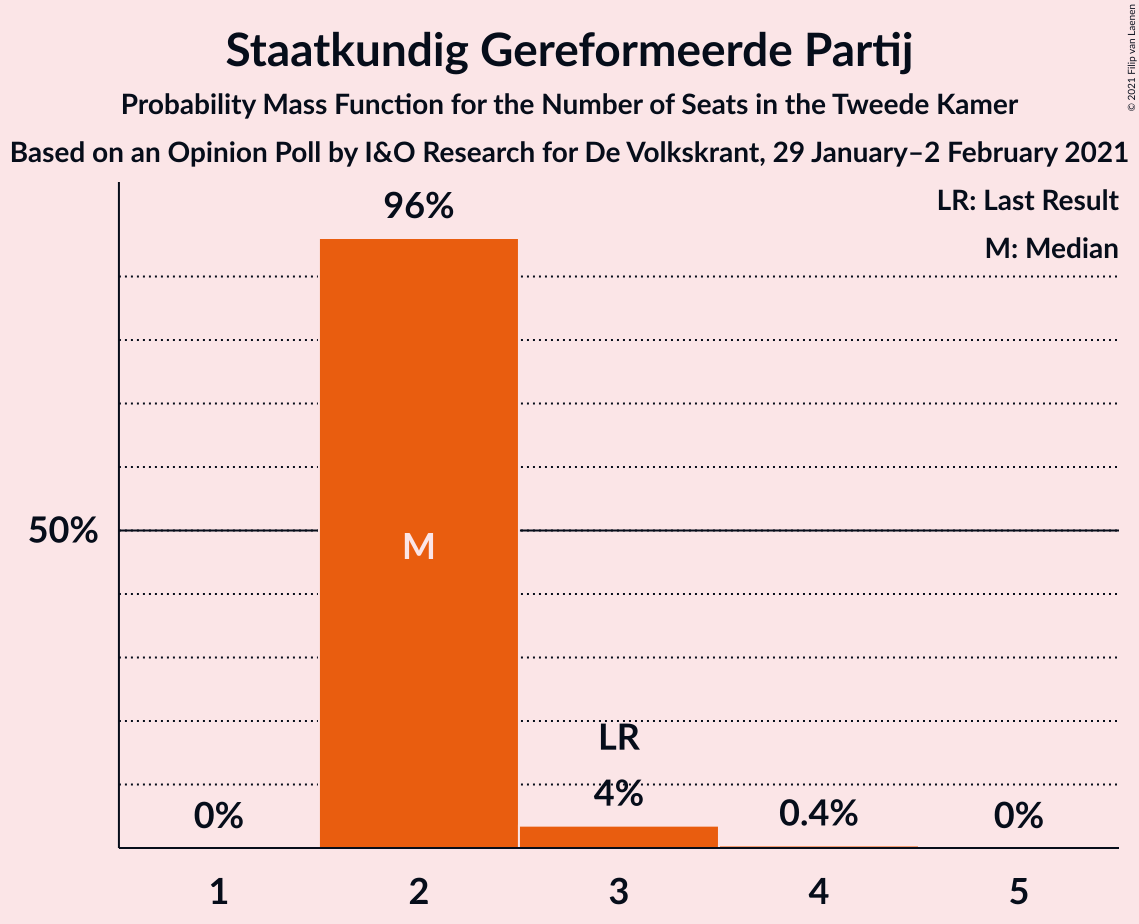 Staatkundig Gereformeerde Partij
Probability Mass Function for the Number of Seats in the Tweede Kamer
Based on an Opinion Poll by I&O Research for De Volkskrant, 29 January–2 February 2021
© 2021 Filip van Laenen
LR: Last Result
M: Median
96%
50%
M
LR
0%
4%
0.4%
0%
1
2
3
4
5